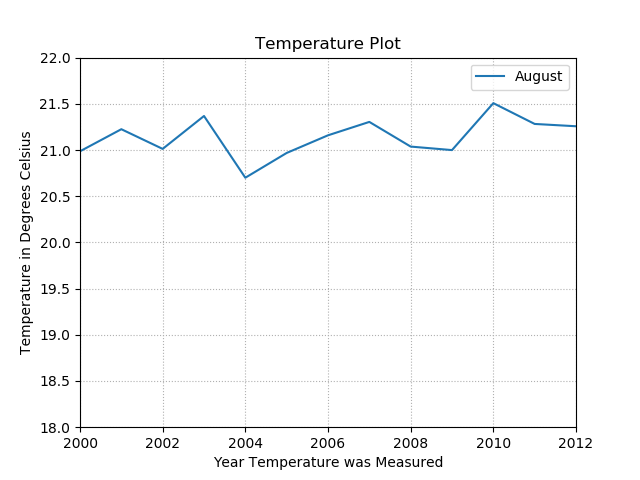 Temperature Plot
August
Temperature in Degrees Celsius
22.0
21.5
21.0
20.5
20.0
19.5
19.0
18.5
18.0
2000 2002 2004 2006 2008 2010 2012
Year Temperature was Measured